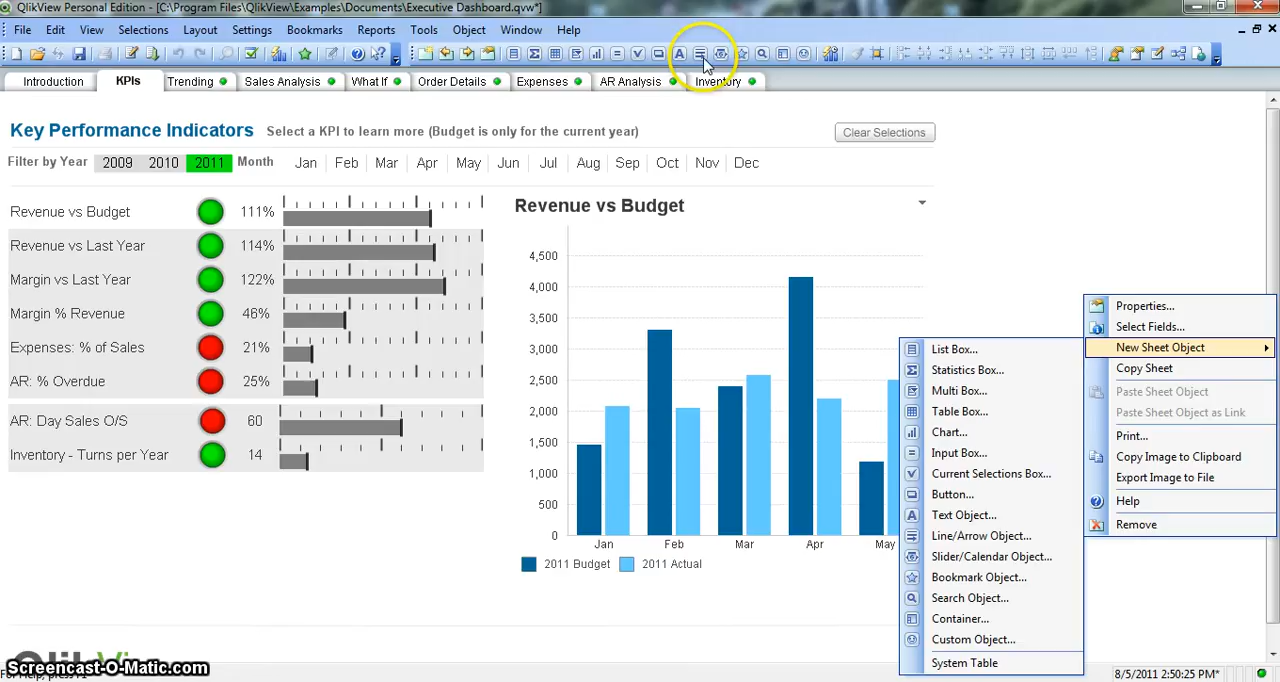 QlikView Personal Edition - [C:\Program Files\QlikView\Examples\Documents\Executive Dashboard.qvw*]
File Edit View Selections Layout Settings Bookmarks Reports Tools Object Window Help
Inroduction KPIs Trending Sales Analysis What If Order Details Expenses AR Analysis Inventory
Key Performance Indicators Select a KPI to learn more (Budget is only for the current year) Clear Selections
Filter by Year 2009 2010 2011 Month Jan Feb Mar Apr May Jun Jul Aug Sep Oct Nov Dec
Revenue vs Budget 111%
Revenue vs Last Year 114%
Margin vs Last Year 122%
Margin % Revenue 46%
Expenses: % of Sales 21%
AR: % Overdue 25%
AR: Day Sales O/S 60
Inventory - Turns per Year 14
Revenue vs Budget
4,500
4,000
3,500
3,000
2,500
2,000
1,500
1,000
500
0
Jan Feb Mar Apr May
2011 Budget 2011 Actual
Properties...
Select Fields...
New Sheet Object
Copy Sheet
Paste Sheet Object
Paste Sheet Object as Link
Print...
Copy Image to Clipboard
Export Image to File
Help
Remove
List Box...
Statistics Box...
Multi Box...
Table Box...
Chart...
Input Box...
Current Selections Box...
Button...
Text Object...
Line/Arrow Object...
Slider/Calendar Object...
Bookmark Object...
Search Object...
Container...
Custom Object...
System Table
Screencast-O-Matic.com
8/5/2011 2:50:25 PM*